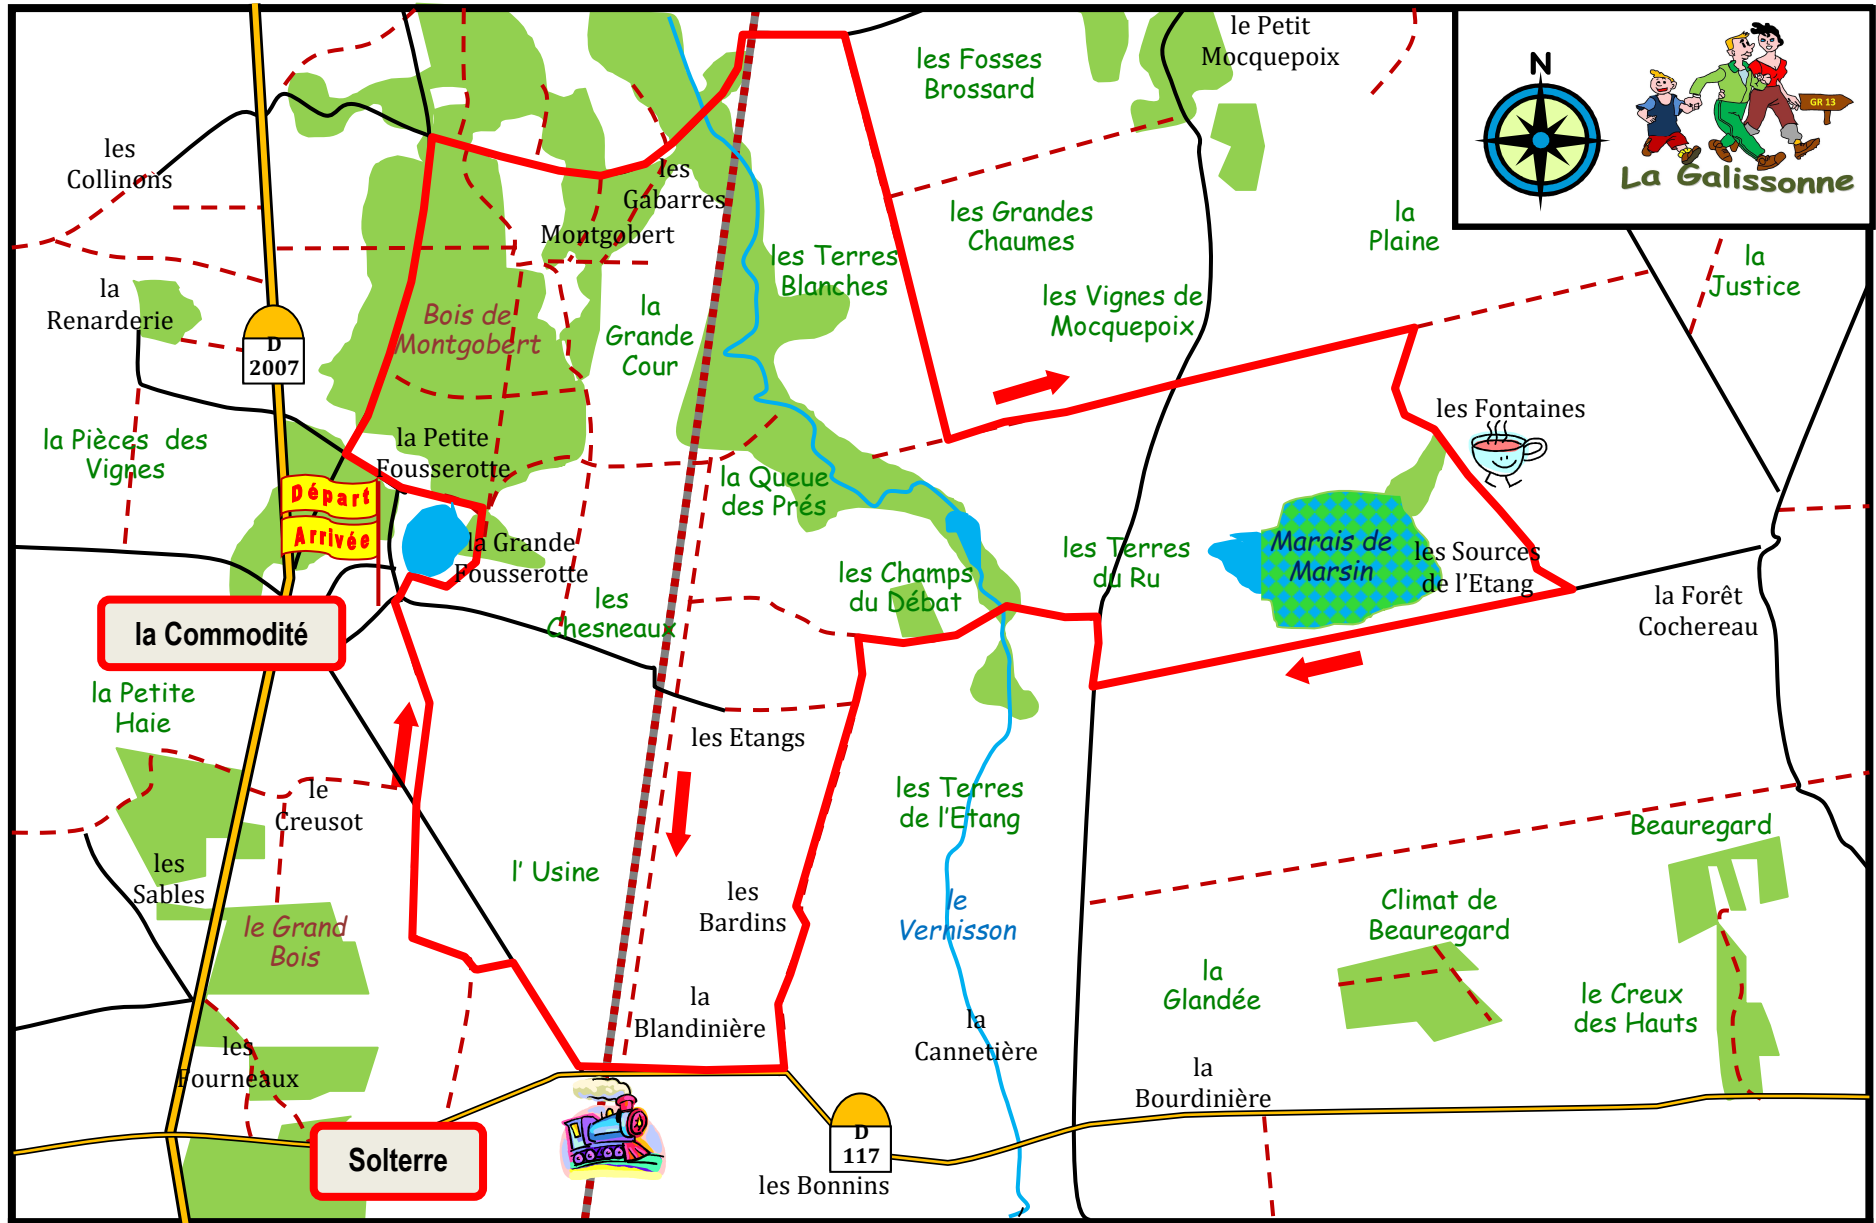 le Petit
Mocquepoix
N
GR 13
La Galissonne
les Fosses
Brossard
les
Collinons
les
Gabarres
Montgobert
les Grandes
Chaumes
la
Plaine
les Terres
Blanches
la
Justice
la
Renarderie
D
2007
Bois de
Montgobert
la
Grande
Cour
les Vignes de
Mocquepoix
la Pièces des
Vignes
la Petite
Fousserotte
les Fontaines
Départ
Arrivée
la Queue
des Prés
la Grande
Fousserotte
les Champs
du Débat
les Terres
du Ru
Marais de
Marsin
les Sources
de l'Etang
la Forêt
Cochereau
les
Chesneaux
la Commodité
la Petite
Haie
les Etangs
le
Creusot
les Terres
de l'Etang
Beauregard
les
Sables
l' Usine
les
Bardins
le
Vernisson
Climat de
Beauregard
le Grand
Bois
la
Blandinière
la
Glandée
le Creux
des Hauts
la
Cannetière
les
Fourneaux
la
Bourdinière
Solterre
D
117
les Bonnins